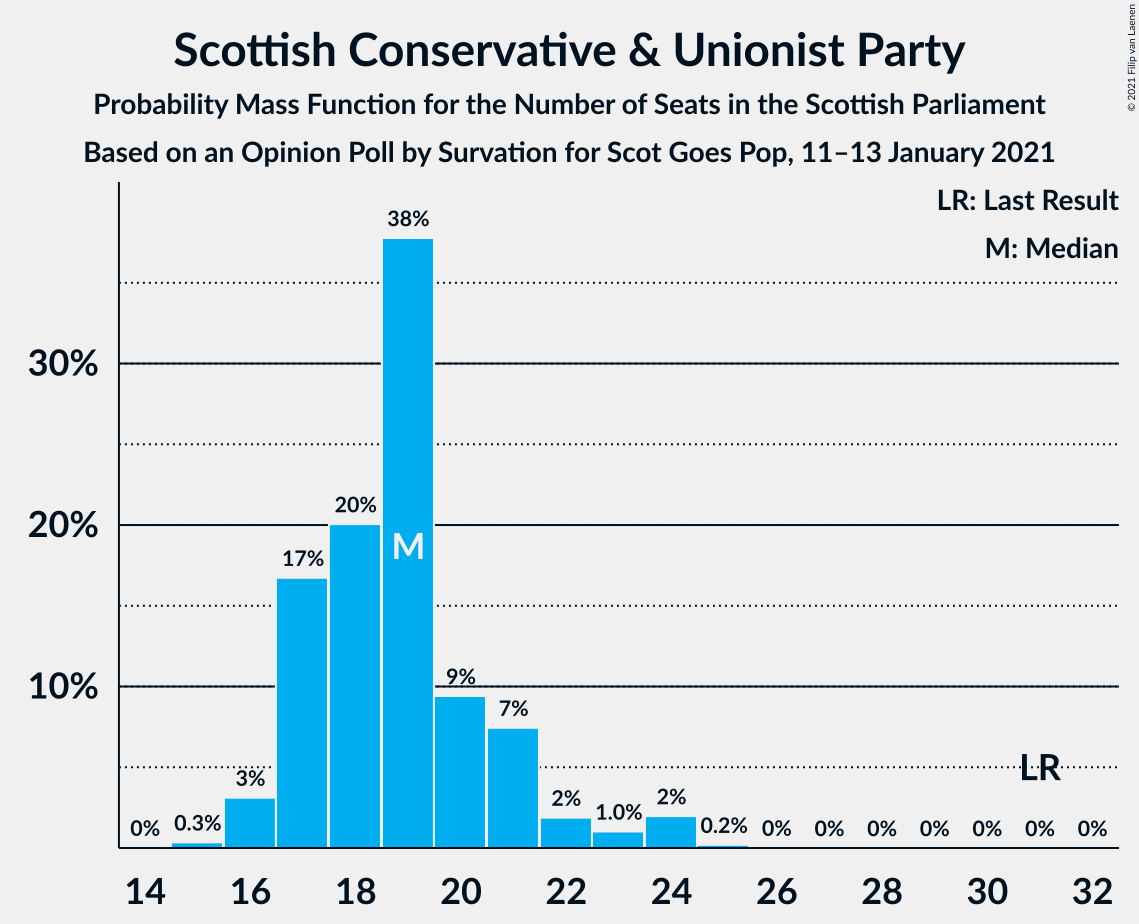 Scottish Conservative & Unionist Party
Probability Mass Function for the Number of Seats in the Scottish Parliament
Based on an Opinion Poll by Survation for Scot Goes Pop, 11–13 January 2021
© 2021 Filip van Laenen
LR: Last Result
M: Median
38%
30%
20%
20%
17%
M
10%
9%
7%
LR
3%
2%
2%
1.0%
0.3%
0.2%
0% 0% 0% 0% 0% 0% 0% 0%
14 16 18 20 22 24 26 28 30 32